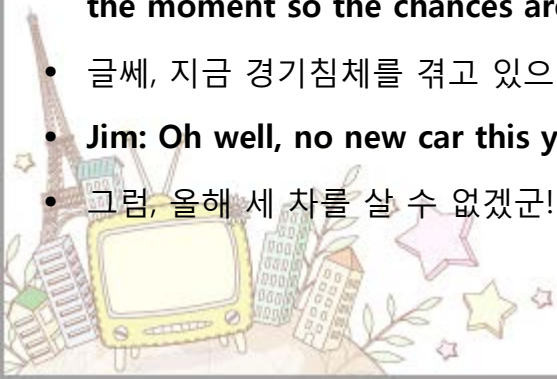 the moment so the chances are
• 글쎄, 지금 경기침체를 겪고 있으
• Jim: Oh well, no new car this y
• 그럼, 올해 세 차를 살 수 없겠군!